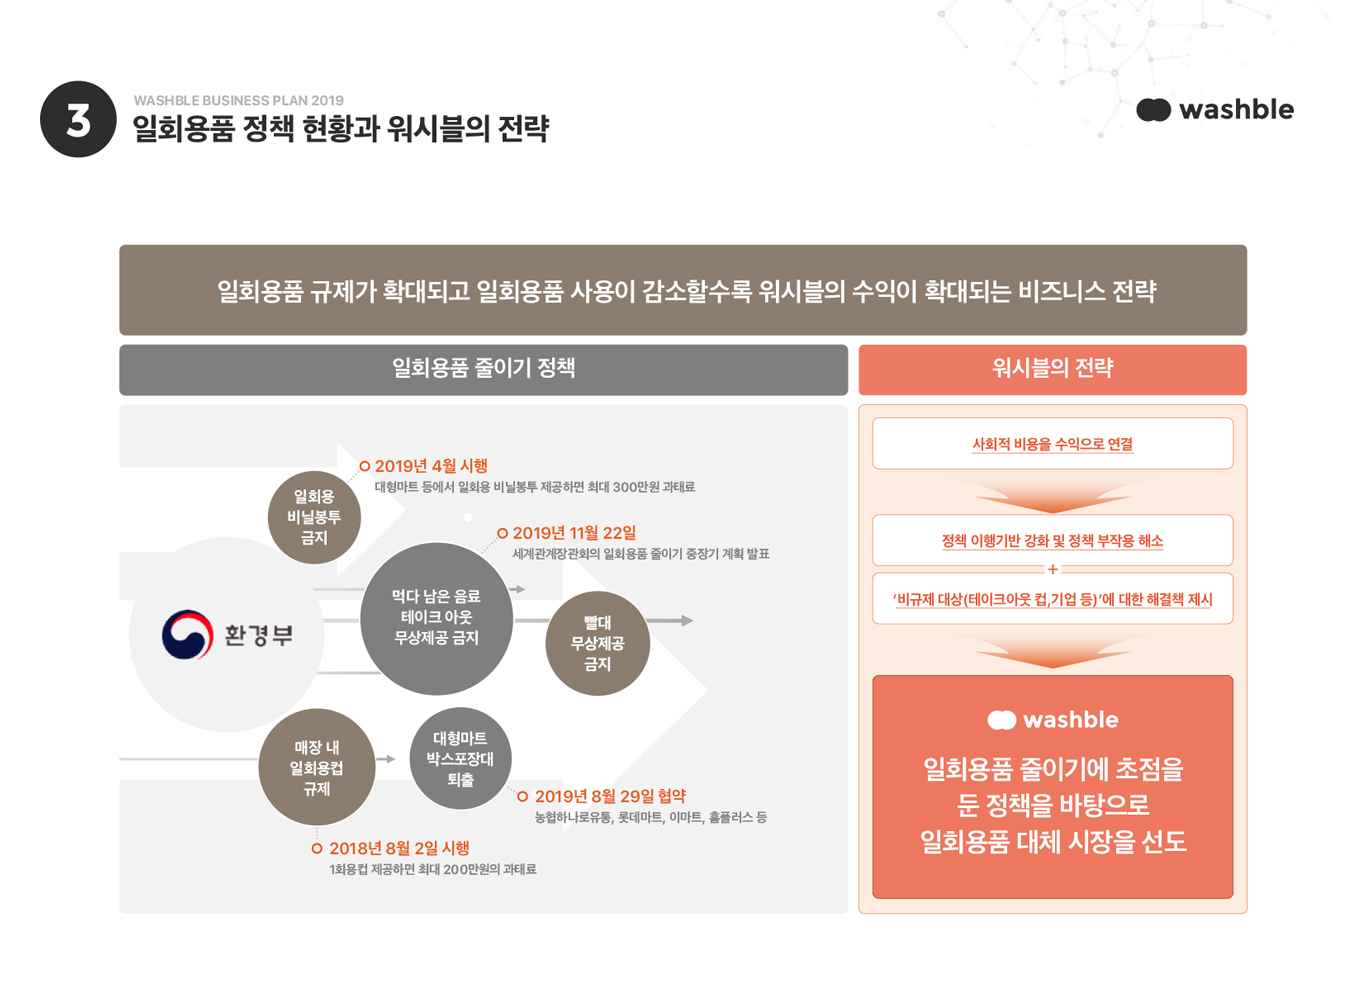 3
WASHBLE BUSINESS PLAN 2019
일회용품 정책 현황과 워시블의 전략
washble
일회용품 규제가 확대되고 일회용품 사용이 감소할수록 워시블의 수익이 확대되는 비즈니스 전략
일회용품 줄이기 정책
2019년 4월 시행
대형마트 등에서 일회용 비닐봉투 제공하면 최대 300만원 과태료
일회용
비닐봉투
금지
2019년 11월 22일
세계관계장관회의 일회용품 줄이기 중장기 계획 발표
먹다 남은 음료
테이크 아웃
무상제공 금지
빨대
무상제공
금지
환경부
매장 내
일회용컵
규제
대형마트
박스포장대
퇴출
2019년 8월 29일 협약
농협하나로유통, 롯데마트, 이마트, 홈플러스 등
2018년 8월 2일 시행
1회용컵 제공하면 최대 200만원의 과태료
워시블의 전략
사회적 비용을 수익으로 연결
정책 이행기반 강화 및 정책 부작용 해소
+
‘비규제 대상(테이크아웃 컵,기업 등)’에 대한 해결책 제시
washble
일회용품 줄이기에 초점을
둔 정책을 바탕으로
일회용품 대체 시장을 선도